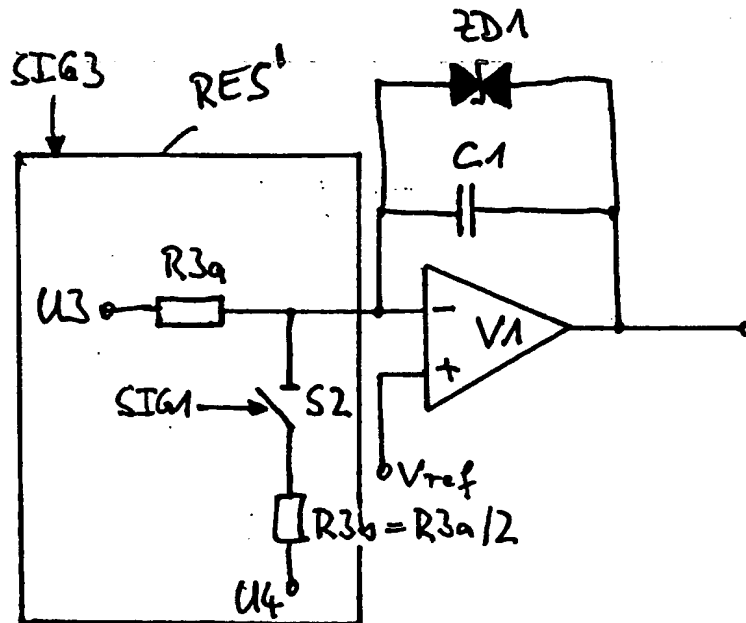 ZD1
SIG3
RES'
C1
R3a
U3
-
V1
+
SIG1
S2
Vref
R3b = R3a/2
U4